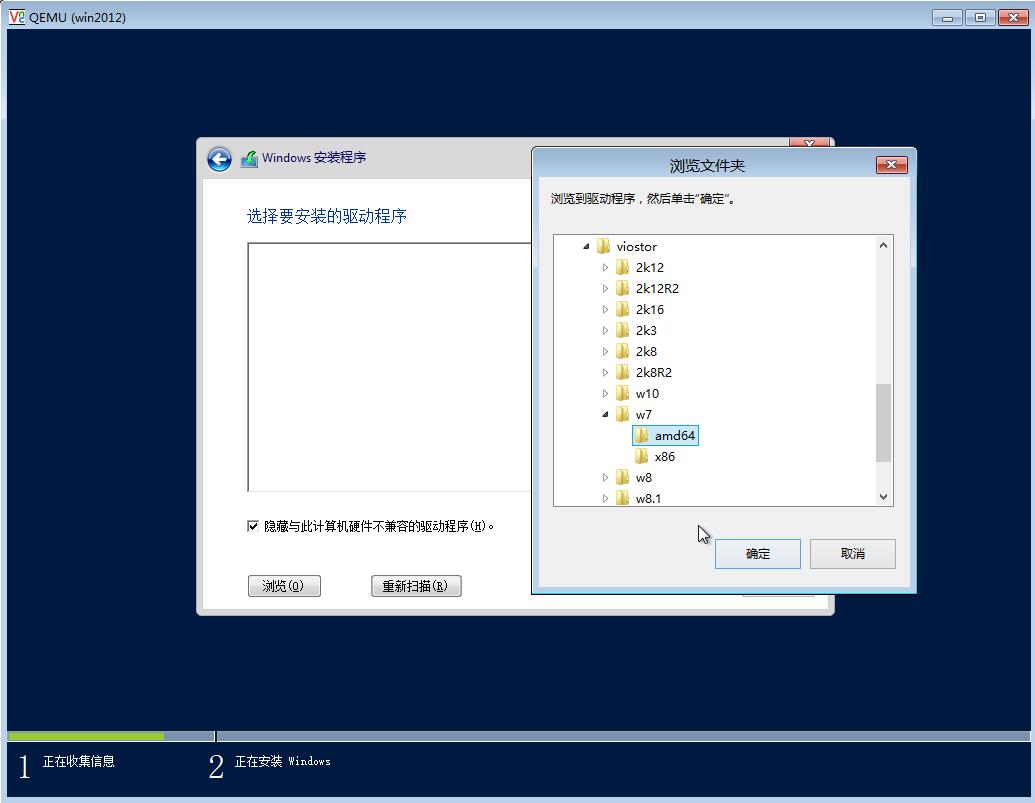 QEMU (win2012)
Windows 安装程序
选择要安装的驱动程序
隐藏与此计算机硬件不兼容的驱动程序(H)。
浏览(O)
重新扫描(R)
浏览文件夹
浏览到驱动程序，然后单击"确定"。
viostor
2k12
2k12R2
2k16
2k3
2k8
2k8R2
w10
w7
amd64
x86
w8
w8.1
确定
取消
1 正在收集信息
2 正在安装 Windows